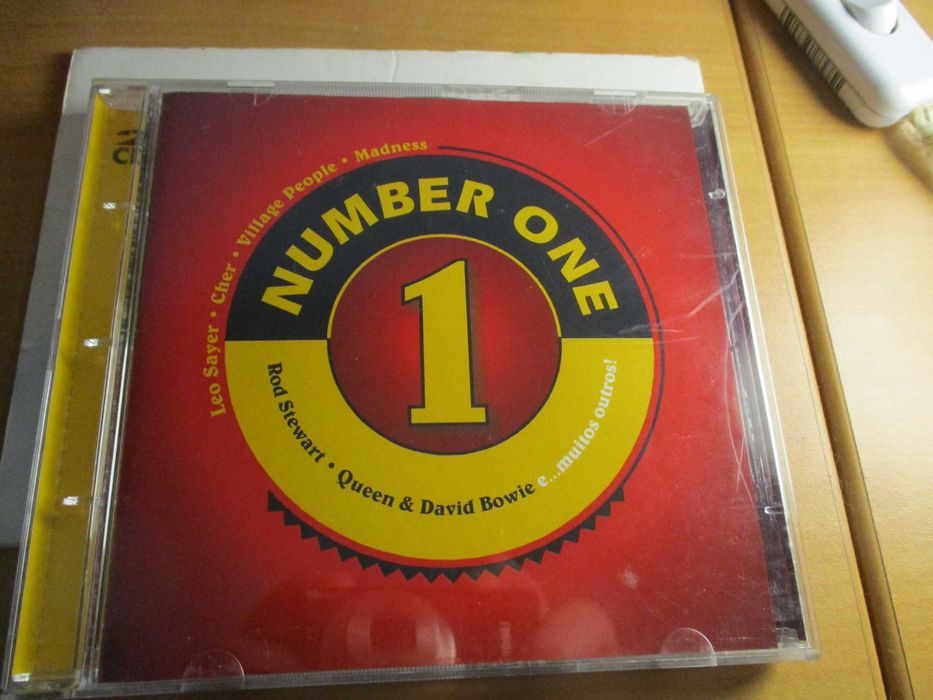 Leo Sayer • Cher • Village People • Madness
NUMBER ONE
1
Rod Stewart • Queen & David Bowie e...muitos outros!